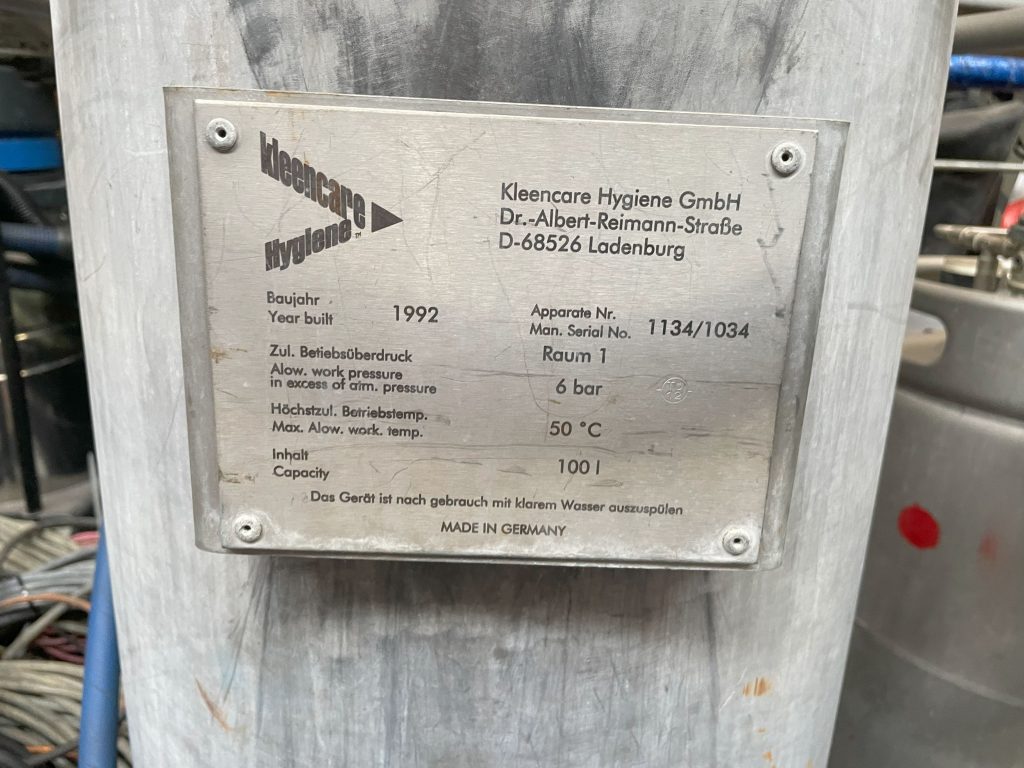 kleencare
Hygiene™
Kleencare Hygiene GmbH
Dr.-Albert-Reimann-Straße
D-68526 Ladenburg
Baujahr
Year built 1992
Apparate Nr.
Man. Serial No. 1134/1034
Raum 1
Zul. Betiebsüberdruck
Alow. work pressure
in excess of atm. pressure 6 bar
Höchstzul. Betriebstemp.
Max. Alow. work. temp. 50 °C
Inhalt
Capacity 100 l
Das Gerät ist nach gebrauch mit klarem Wasser auszuspülen
MADE IN GERMANY